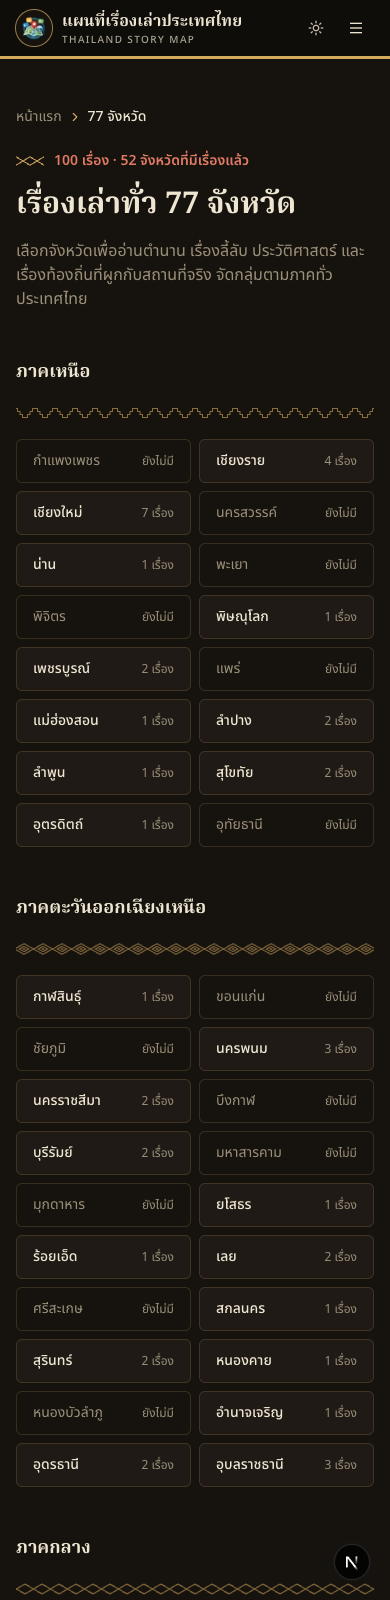 แผนที่เรื่องเล่าประเทศไทย
THAILAND STORY MAP
หน้าแรก > 77 จังหวัด
100 เรื่อง · 52 จังหวัดที่มีเรื่องแล้ว
เรื่องเล่าทั่ว 77 จังหวัด
เลือกจังหวัดเพื่ออ่านตำนาน เรื่องลี้ลับ ประวัติศาสตร์ และ
เรื่องท้องถิ่นที่ผูกกับสถานที่จริง จัดกลุ่มตามภาคทั่ว
ประเทศไทย
ภาคเหนือ
กำแพงเพชร ยังไม่มี เชียงราย 4 เรื่อง
เชียงใหม่ 7 เรื่อง นครสวรรค์ ยังไม่มี
น่าน 1 เรื่อง พะเยา ยังไม่มี
พิจิตร ยังไม่มี พิษณุโลก 1 เรื่อง
เพชรบูรณ์ 2 เรื่อง แพร่ ยังไม่มี
แม่ฮ่องสอน 1 เรื่อง ลำปาง 2 เรื่อง
ลำพูน 1 เรื่อง สุโขทัย 2 เรื่อง
อุตรดิตถ์ 1 เรื่อง อุทัยธานี ยังไม่มี
ภาคตะวันออกเฉียงเหนือ
กาฬสินธุ์ 1 เรื่อง ขอนแก่น ยังไม่มี
ชัยภูมิ ยังไม่มี นครพนม 3 เรื่อง
นครราชสีมา 2 เรื่อง บึงกาฬ ยังไม่มี
บุรีรัมย์ 2 เรื่อง มหาสารคาม ยังไม่มี
มุกดาหาร ยังไม่มี ยโสธร 1 เรื่อง
ร้อยเอ็ด 1 เรื่อง เลย 2 เรื่อง
ศรีสะเกษ ยังไม่มี สกลนคร 1 เรื่อง
สุรินทร์ 2 เรื่อง หนองคาย 1 เรื่อง
หนองบัวลำภู ยังไม่มี อำนาจเจริญ 1 เรื่อง
อุดรธานี 2 เรื่อง อุบลราชธานี 3 เรื่อง
ภาคกลาง
N